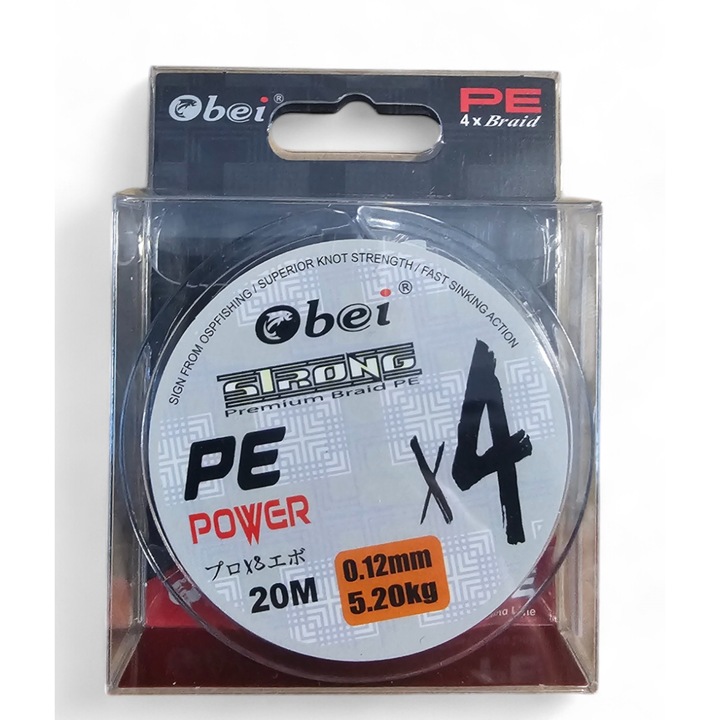 Obei®
PE
4x Braid
SIGN FROM OSPFISHING / SUPERIOR KNOT STRENGTH / FAST SINKING ACTION
Obei®
STRONG
Premium Braid PE
PE
x4
POWER
プロX8エボ
20M
0.12mm
5.20kg